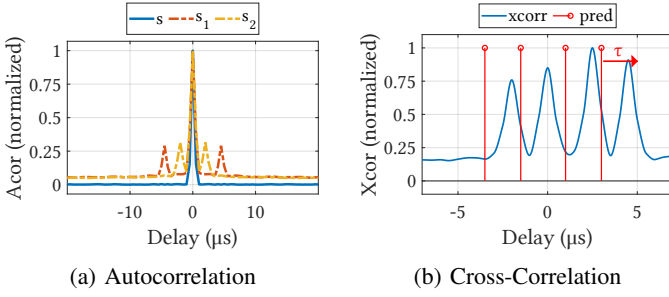 s s₁ s₂
Acor (normalized)
1
0.75
0.5
0.25
0
-10 0 10
Delay (μs)
(a) Autocorrelation
xcorr pred
τ
Xcor (normalized)
1
0.75
0.5
0.25
0
-5 0 5
Delay (μs)
(b) Cross-Correlation